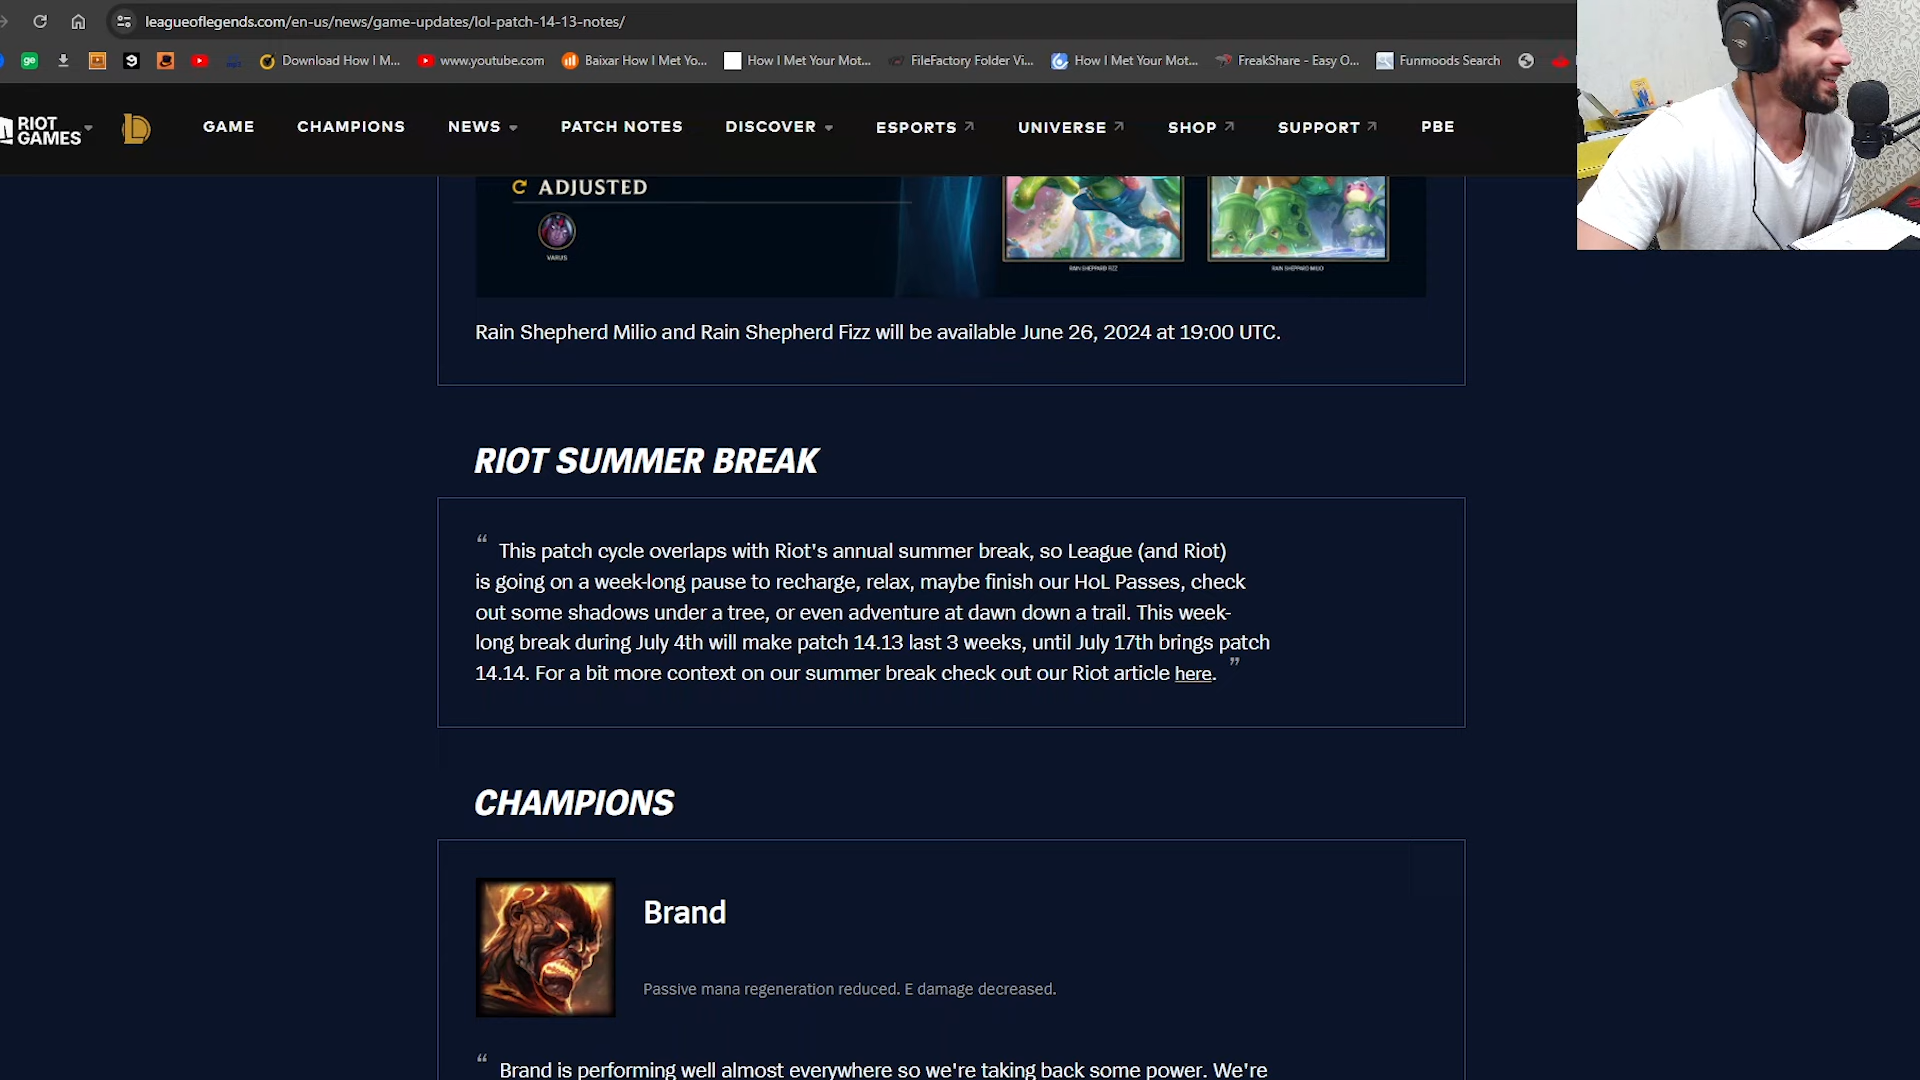 leagueoflegends.com/en-us/news/game-updates/lol-patch-14-13-notes/
ge
9
Download How I M...
www.youtube.com
Baixar How I Met Yo...
How I Met Your Mot...
FileFactory Folder Vi...
How I Met Your Mot...
FreakShare - Easy O...
Funmoods Search
RIOT
GAMES
GAME
CHAMPIONS
NEWS
PATCH NOTES
DISCOVER
ESPORTS
UNIVERSE
SHOP
SUPPORT
PBE
ADJUSTED
VARUS
RAIN SHEPPARD FIZZ
RAIN SHEPPARD MILIO
Rain Shepherd Milio and Rain Shepherd Fizz will be available June 26, 2024 at 19:00 UTC.
RIOT SUMMER BREAK
“ This patch cycle overlaps with Riot's annual summer break, so League (and Riot)
is going on a week-long pause to recharge, relax, maybe finish our HoL Passes, check
out some shadows under a tree, or even adventure at dawn down a trail. This week-
long break during July 4th will make patch 14.13 last 3 weeks, until July 17th brings patch
14.14. For a bit more context on our summer break check out our Riot article here. ”
CHAMPIONS
Brand
Passive mana regeneration reduced. E damage decreased.
“ Brand is performing well almost everywhere so we're taking back some power. We're